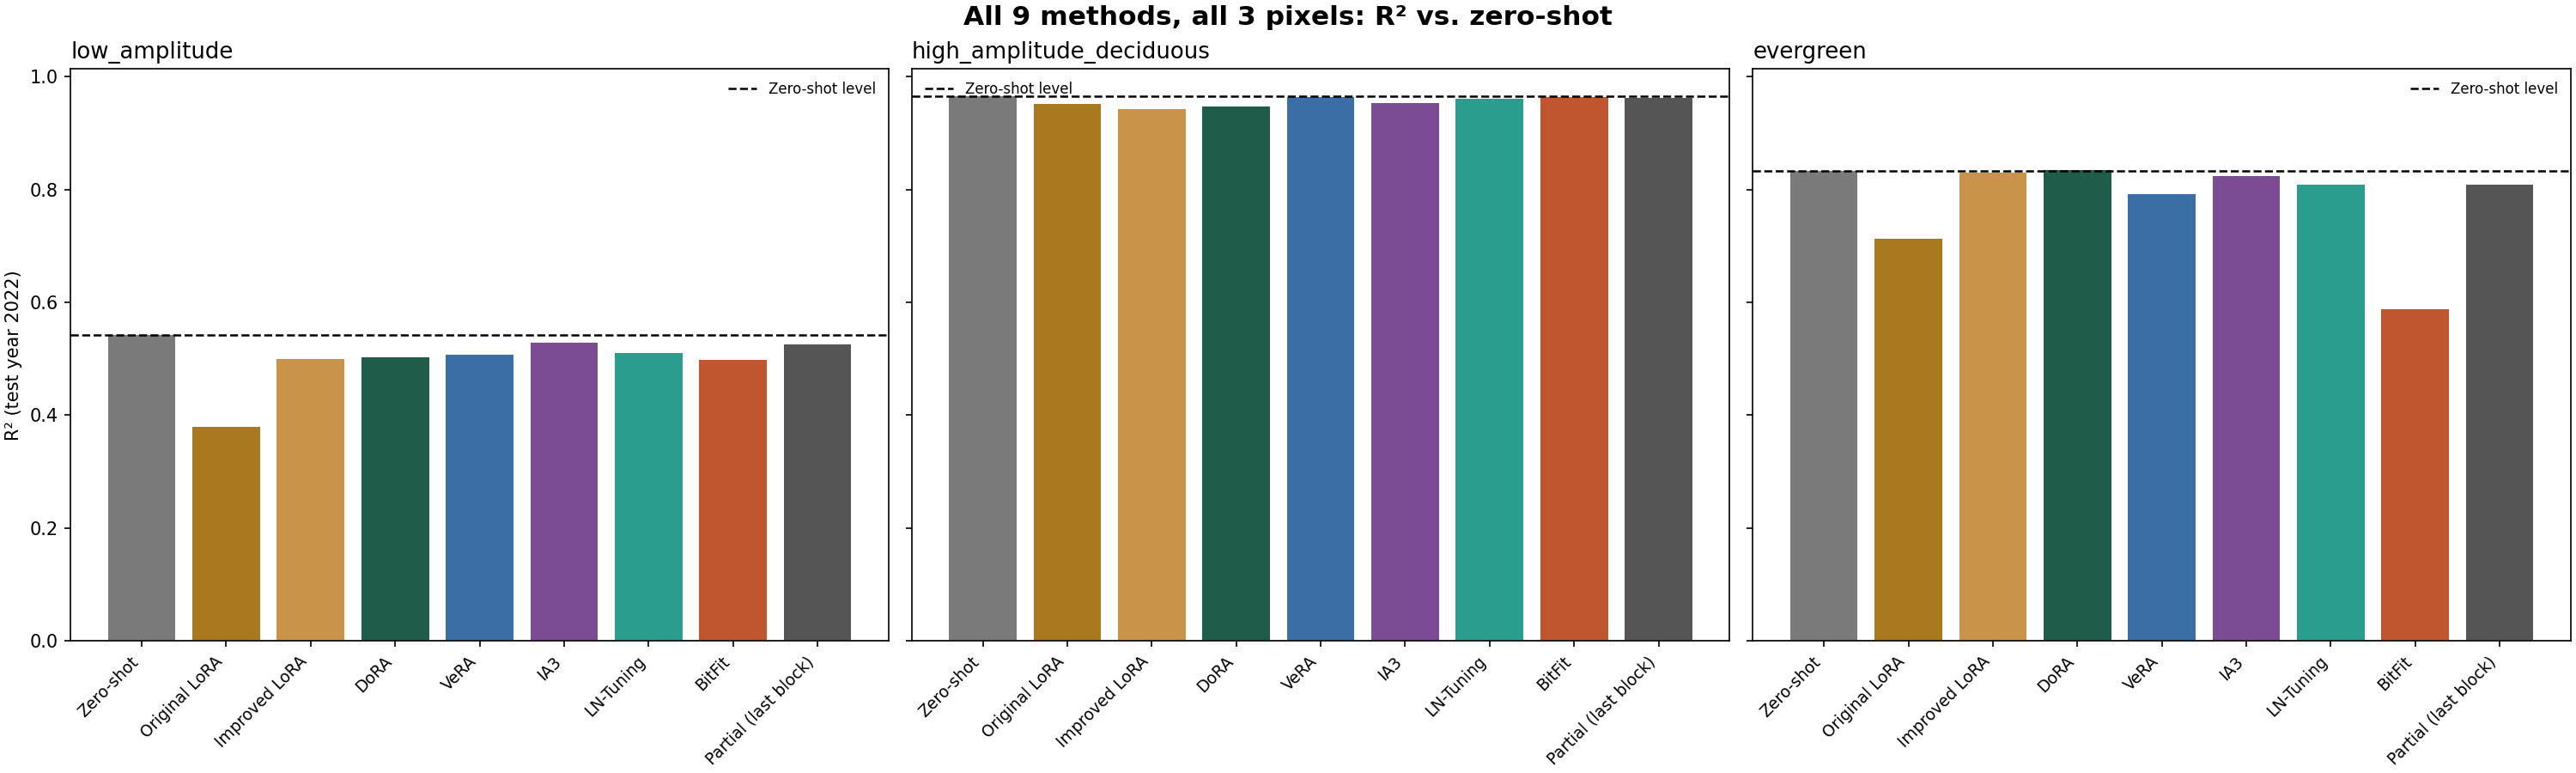 All 9 methods, all 3 pixels: R² vs. zero-shot
low_amplitude
high_amplitude_deciduous
evergreen
Zero-shot level
Zero-shot level
Zero-shot level
R² (test year 2022)
1.0
0.8
0.6
0.4
0.2
0.0
Zero-shot
Original LoRA
Improved LoRA
DoRA
VeRA
IA3
LN-Tuning
BitFit
Partial (last block)
Zero-shot
Original LoRA
Improved LoRA
DoRA
VeRA
IA3
LN-Tuning
BitFit
Partial (last block)
Zero-shot
Original LoRA
Improved LoRA
DoRA
VeRA
IA3
LN-Tuning
BitFit
Partial (last block)